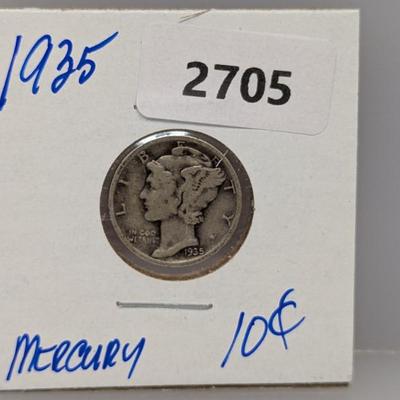 1935
2705
LIBERTY
IN GOD
WE TRUST
1935
MERCURY 10¢